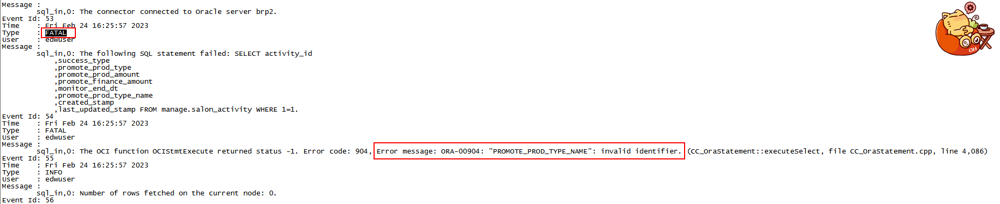 Message :
        sql_in,0: The connector connected to Oracle server brp2.
Event Id: 53
Time    : Fri Feb 24 16:25:57 2023
Type    : FATAL
User    : edwuser
Message :
        sql_in,0: The following SQL statement failed: SELECT activity_id
            ,success_type
            ,promote_prod_type
            ,promote_prod_amount
            ,promote_finance_amount
            ,monitor_end_dt
            ,promote_prod_type_name
            ,created_stamp
            ,last_updated_stamp FROM manage.salon_activity WHERE 1=1.
Event Id: 54
Time    : Fri Feb 24 16:25:57 2023
Type    : FATAL
User    : edwuser
Message :
        sql_in,0: The OCI function OCIStmtExecute returned status -1. Error code: 904, Error message: ORA-00904: "PROMOTE_PROD_TYPE_NAME": invalid identifier. (CC_OraStatement::executeSelect, file CC_OraStatement.cpp, line 4,086)
Event Id: 55
Time    : Fri Feb 24 16:25:57 2023
Type    : INFO
User    : edwuser
Message :
        sql_in,0: Number of rows fetched on the current node: 0.
Event Id: 56
CH